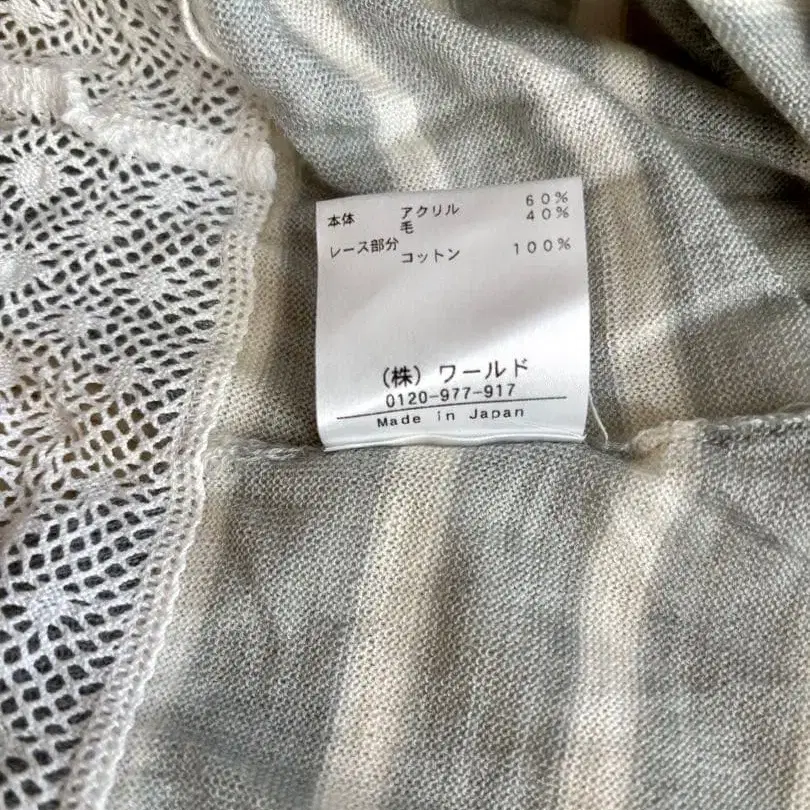 本体 アクリル 60%
毛 40%
レース部分 コットン 100%
(株) ワールド
0120-977-917
Made in Japan